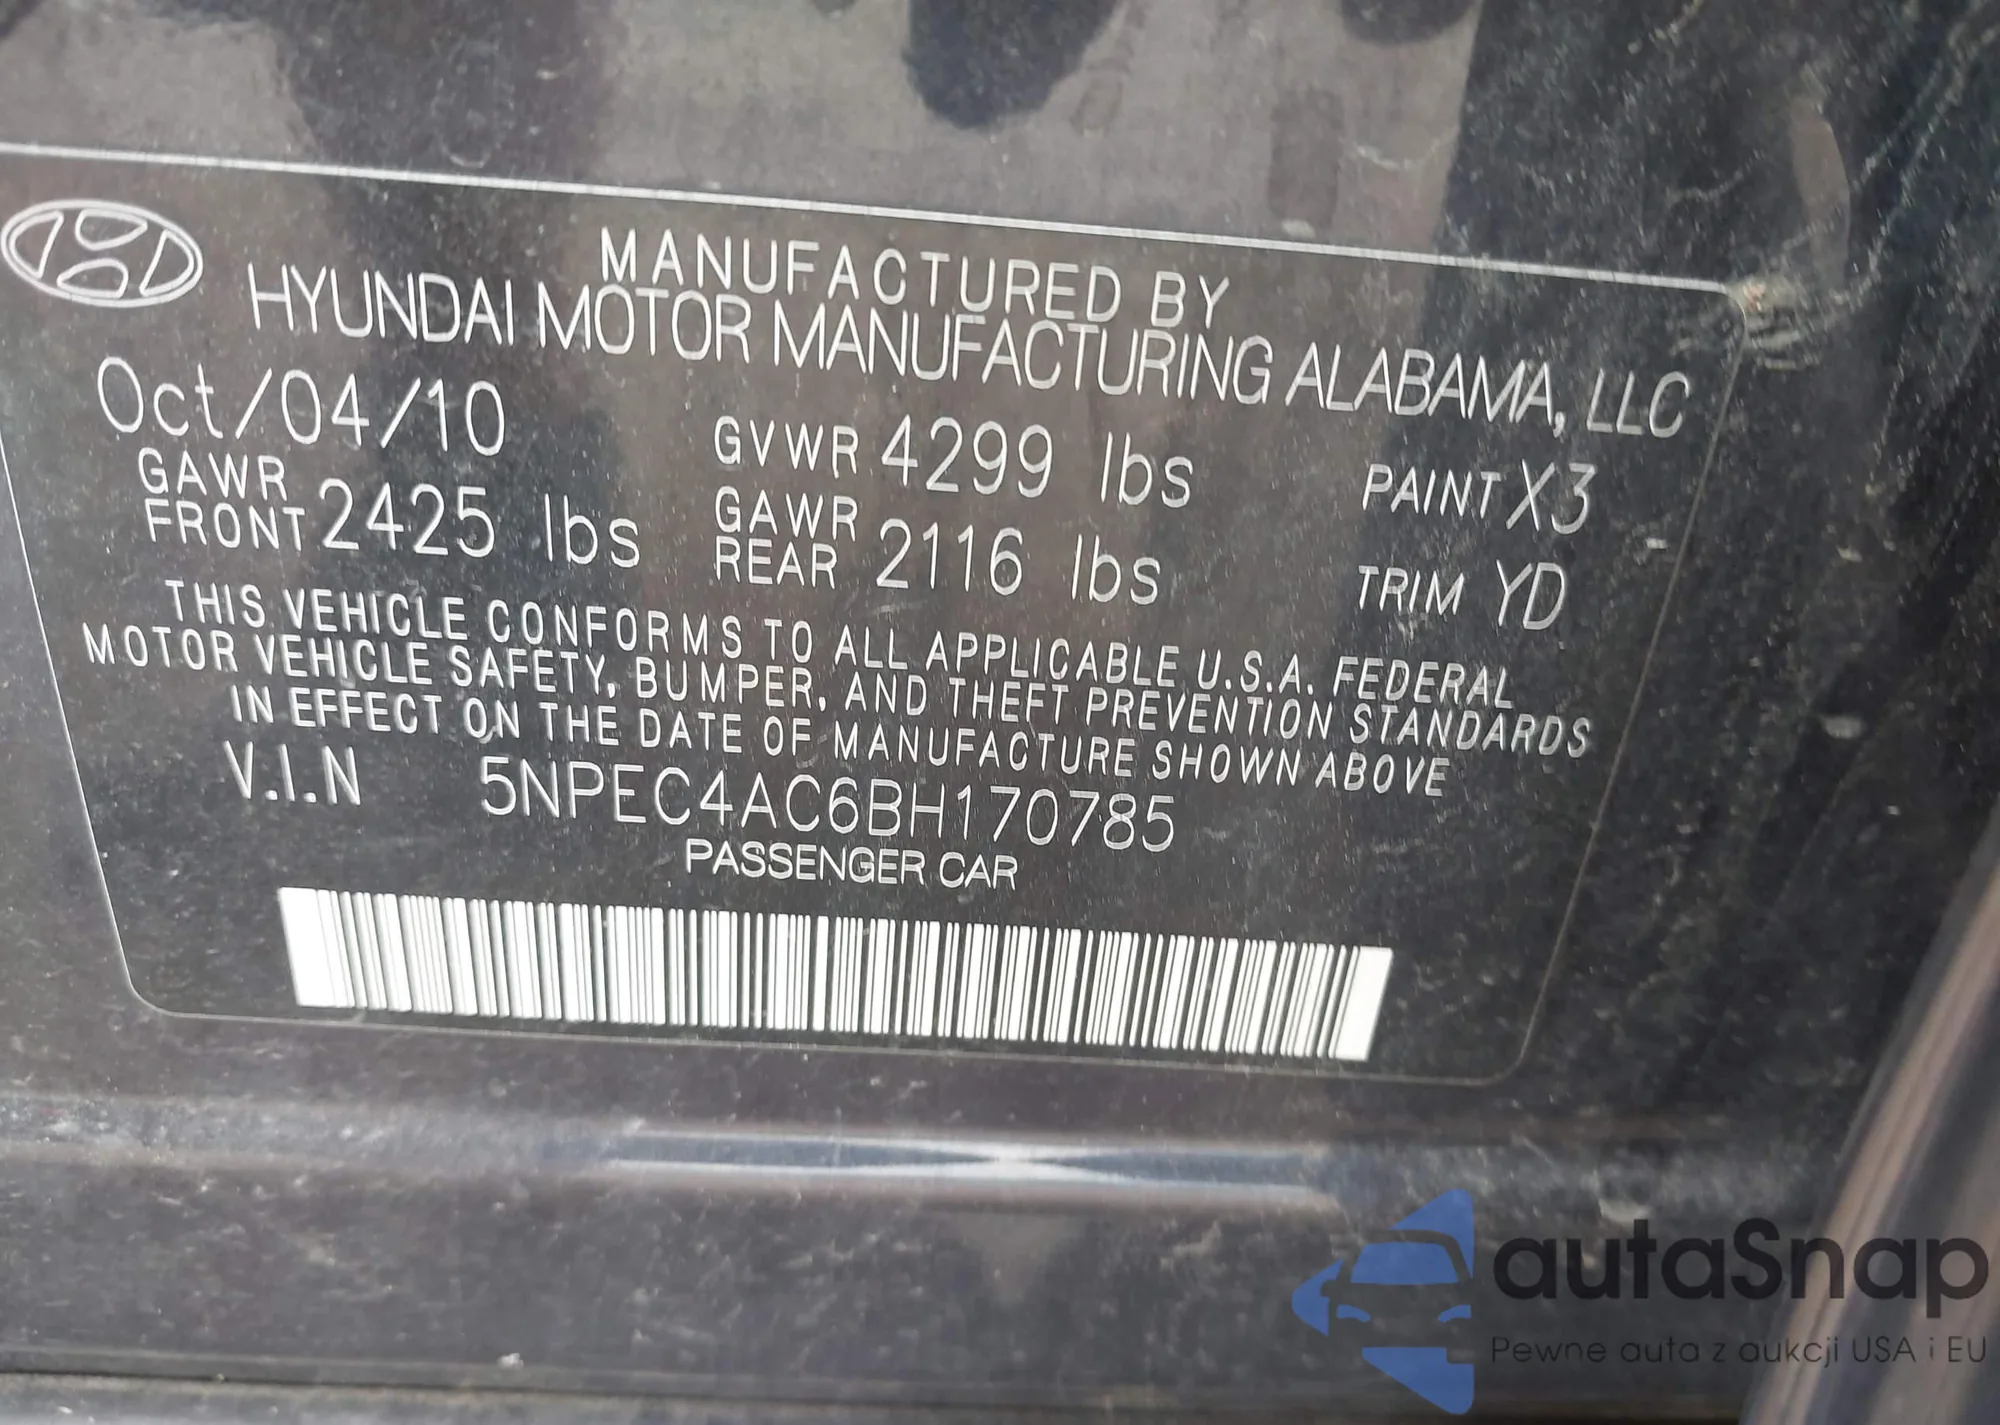 MANUFACTURED BY
HYUNDAI MOTOR MANUFACTURING ALABAMA, LLC
Oct/04/10 GVWR 4299 lbs PAINT X3
GAWR FRONT 2425 lbs GAWR REAR 2116 lbs TRIM YD
THIS VEHICLE CONFORMS TO ALL APPLICABLE U.S.A. FEDERAL
MOTOR VEHICLE SAFETY, BUMPER, AND THEFT PREVENTION STANDARDS
IN EFFECT ON THE DATE OF MANUFACTURE SHOWN ABOVE
V.I.N 5NPEC4AC6BH170785
PASSENGER CAR
autaSnap
Pewne auta z aukcji USA i EU